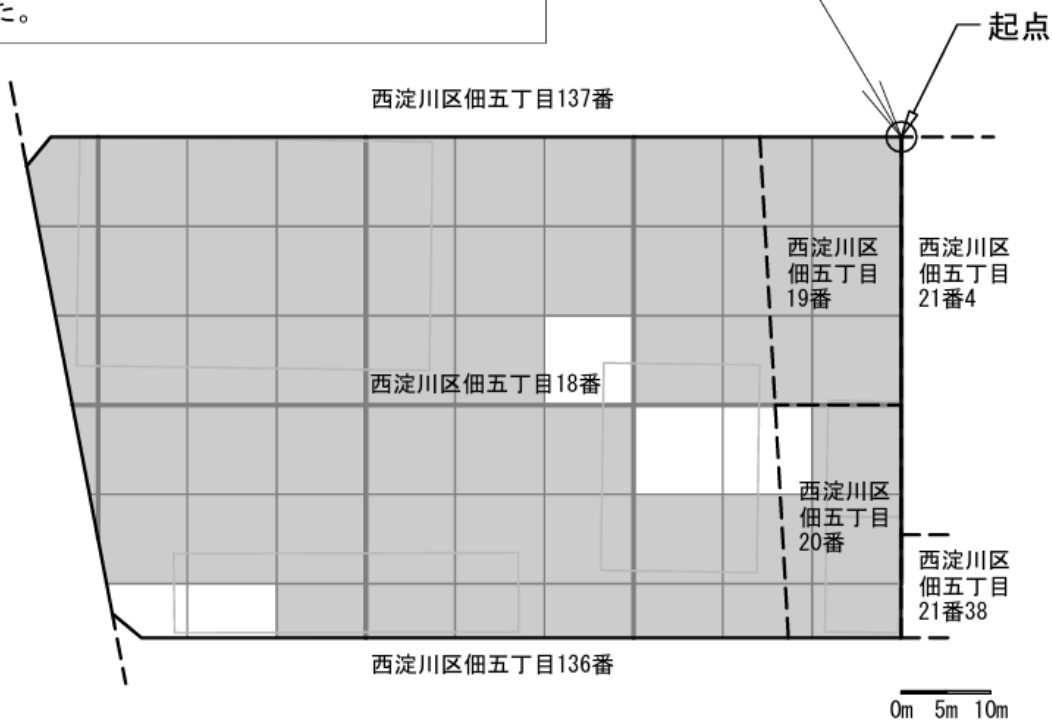 た。
起点
西淀川区佃五丁目137番
西淀川区
佃五丁目
19番
西淀川区
佃五丁目
21番4
西淀川区佃五丁目18番
西淀川区
佃五丁目
20番
西淀川区
佃五丁目
21番38
西淀川区佃五丁目136番
0m 5m 10m